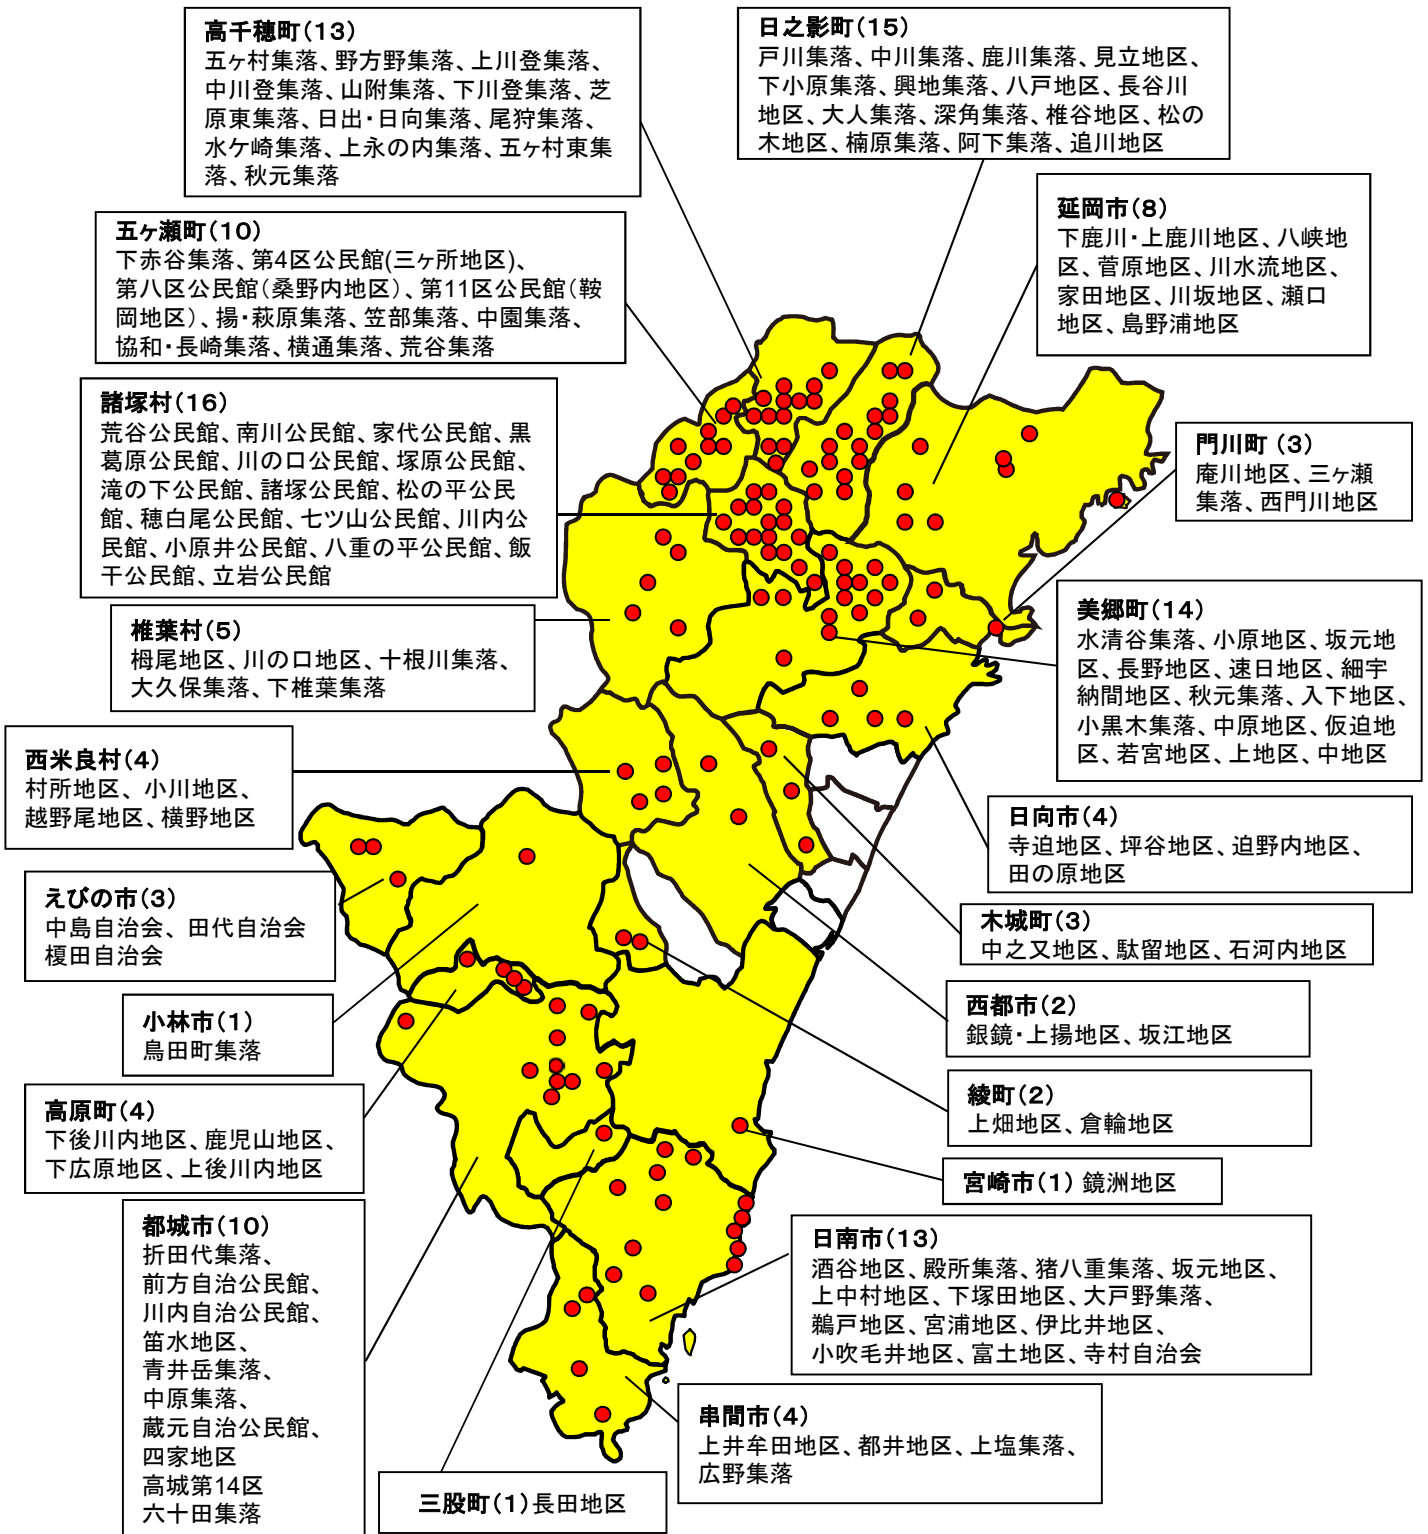 高千穂町(13)
五ヶ村集落、野方野集落、上川登集落、
中川登集落、山附集落、下川登集落、芝
原東集落、日出・日向集落、尾狩集落、
水ケ崎集落、上永の内集落、五ヶ村東集
落、秋元集落
日之影町(15)
戸川集落、中川集落、鹿川集落、見立地区、
下小原集落、興地集落、八戸地区、長谷川
地区、大人集落、深角集落、椎谷地区、松の
木地区、楠原集落、阿下集落、追川地区
延岡市(8)
下鹿川・上鹿川地区、八峡地
区、菅原地区、川水流地区、
家田地区、川坂地区、瀬口
地区、島野浦地区
五ヶ瀬町(10)
下赤谷集落、第4区公民館(三ヶ所地区)、
第八区公民館(桑野内地区)、第11区公民館(鞍
岡地区)、揚・萩原集落、笠部集落、中園集落、
協和・長崎集落、横通集落、荒谷集落
諸塚村(16)
荒谷公民館、南川公民館、家代公民館、黒
葛原公民館、川の口公民館、塚原公民館、
滝の下公民館、諸塚公民館、松の平公民
館、穂白尾公民館、七ツ山公民館、川内公
民館、小原井公民館、八重の平公民館、飯
干公民館、立岩公民館
門川町(3)
庵川地区、三ヶ瀬
集落、西門川地区
美郷町(14)
水清谷集落、小原地区、坂元地
区、長野地区、速日地区、細宇
納間地区、秋元集落、入下地区、
小黒木集落、中原地区、仮迫地
区、若宮地区、上地区、中地区
椎葉村(5)
栂尾地区、川の口地区、十根川集落、
大久保集落、下椎葉集落
西米良村(4)
村所地区、小川地区、
越野尾地区、横野地区
日向市(4)
寺迫地区、坪谷地区、迫野内地区、
田の原地区
えびの市(3)
中島自治会、田代自治会
榎田自治会
木城町(3)
中之又地区、駄留地区、石河内地区
西都市(2)
銀鏡・上揚地区、坂江地区
小林市(1)
鳥田町集落
綾町(2)
上畑地区、倉輪地区
高原町(4)
下後川内地区、鹿児山地区、
下広原地区、上後川内地区
宮崎市(1) 鏡洲地区
都城市(10)
折田代集落、
前方自治公民館、
川内自治公民館、
笛水地区、
青井岳集落、
中原集落、
蔵元自治公民館、
四家地区
高城第14区
六十田集落
日南市(13)
酒谷地区、殿所集落、猪八重集落、坂元地区、
上中村地区、下塚田地区、大戸野集落、
鵜戸地区、宮浦地区、伊比井地区、
小吹毛井地区、富土地区、寺村自治会
串間市(4)
上井牟田地区、都井地区、上塩集落、
広野集落
三股町(1)長田地区